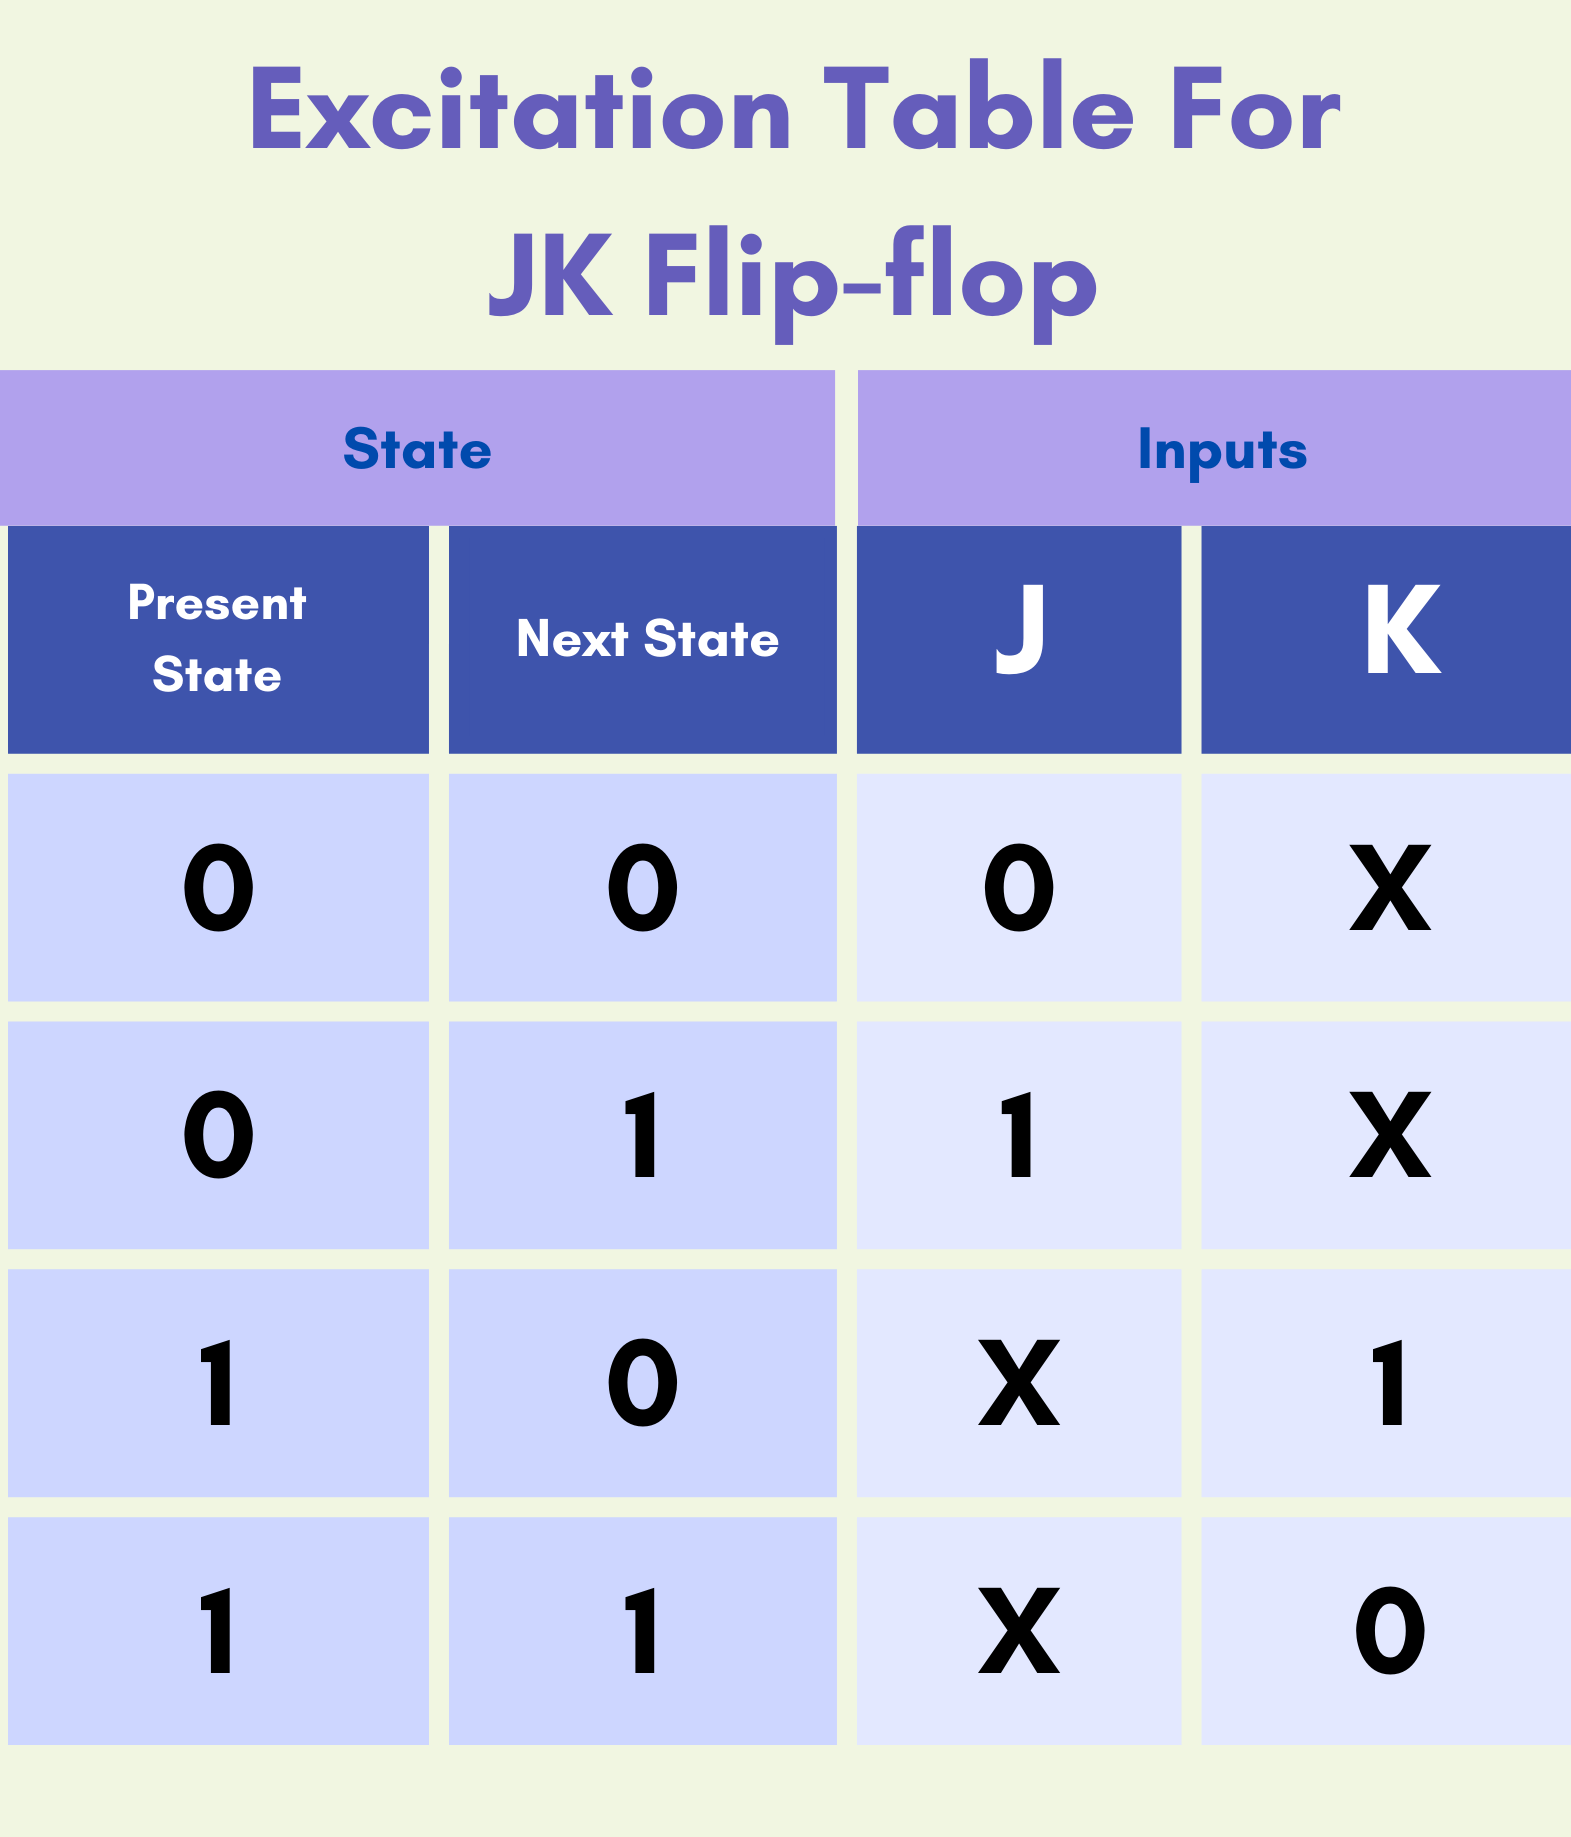 Excitation Table For
JK Flip-flop
State Inputs
Present
State
Next State
J K
0 0 0 X
0 1 1 X
1 0 X 1
1 1 X 0